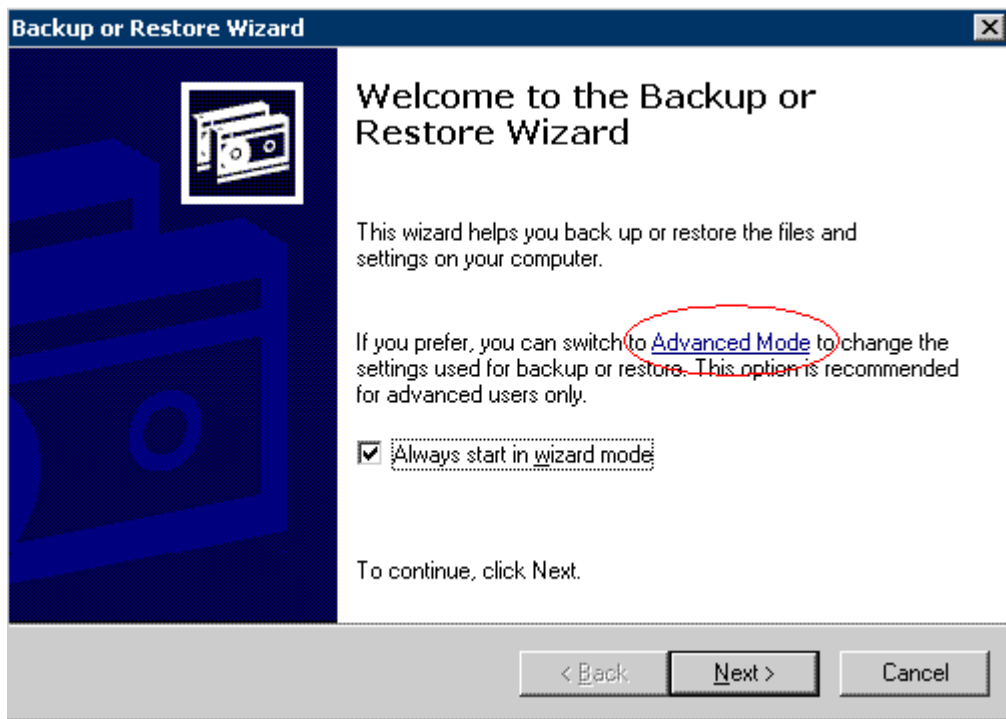 Backup or Restore Wizard
Welcome to the Backup or
Restore Wizard
This wizard helps you back up or restore the files and
settings on your computer.
If you prefer, you can switch to Advanced Mode to change the
settings used for backup or restore. This option is recommended
for advanced users only.
Always start in wizard mode
To continue, click Next.
< Back
Next >
Cancel